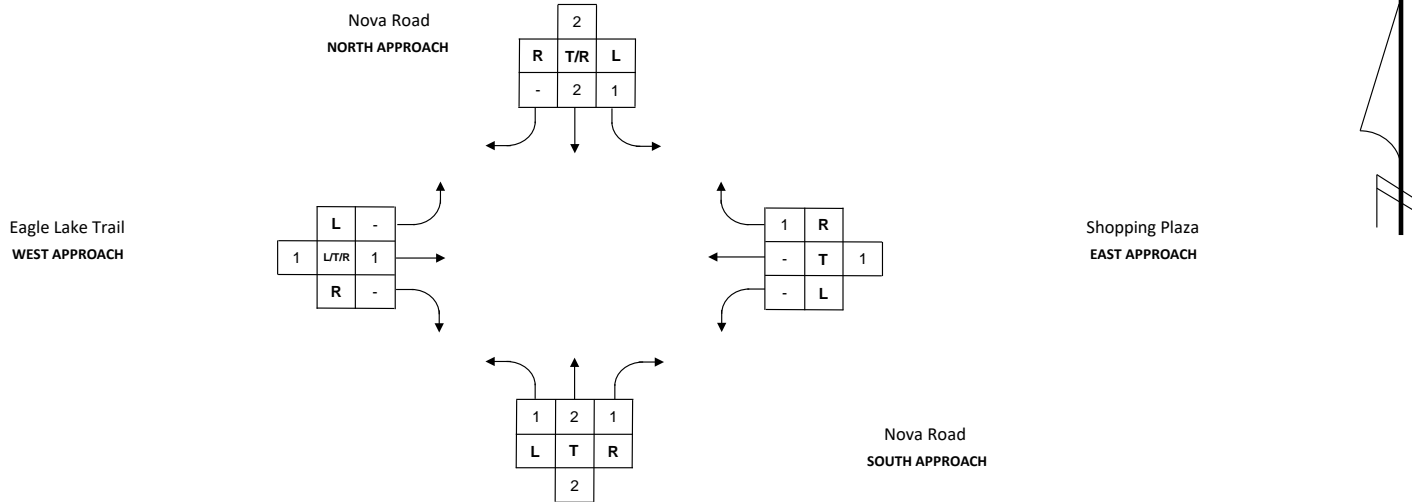 Nova Road
NORTH APPROACH
2
R T/R L
- 2 1
Eagle Lake Trail
WEST APPROACH
L -
1 L/T/R 1
R -
1 R
- T 1
- L
Shopping Plaza
EAST APPROACH
1 2 1
L T R
2
Nova Road
SOUTH APPROACH